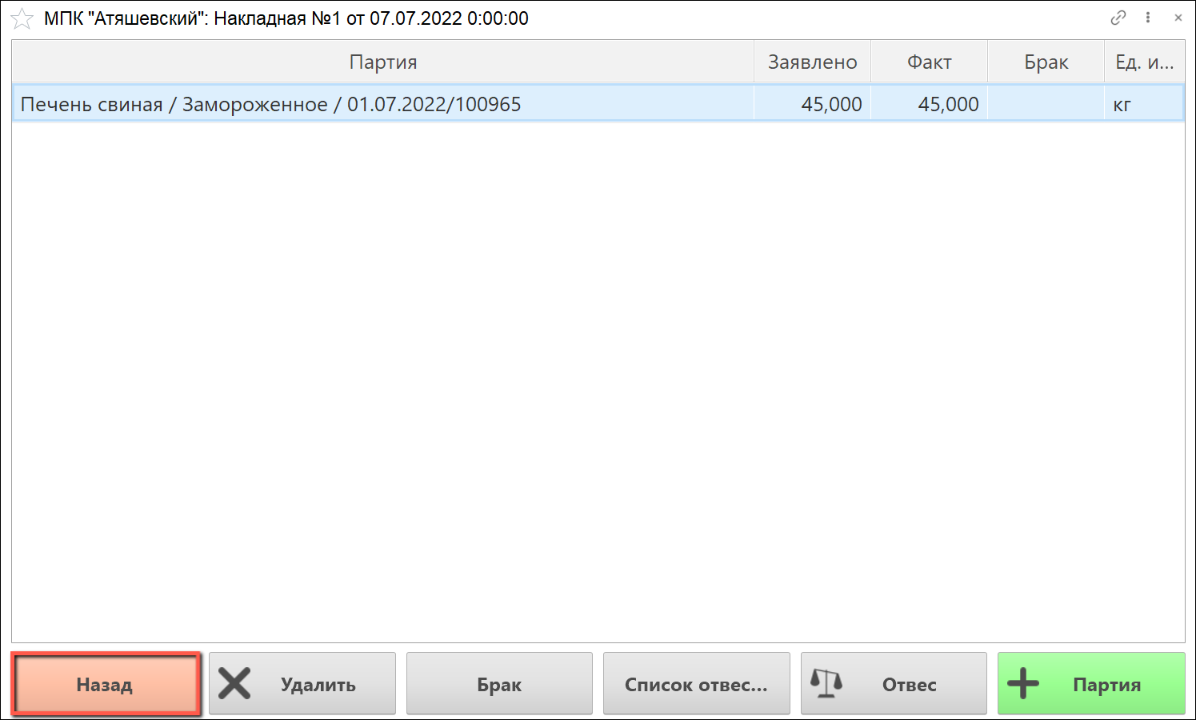 МПК "Атяшевский": Накладная №1 от 07.07.2022 0:00:00
Партия Заявлено Факт Брак Ед. и...
Печень свиная / Замороженное / 01.07.2022/100965 45,000 45,000 кг
Назад Удалить Брак Список отвес... Отвес Партия